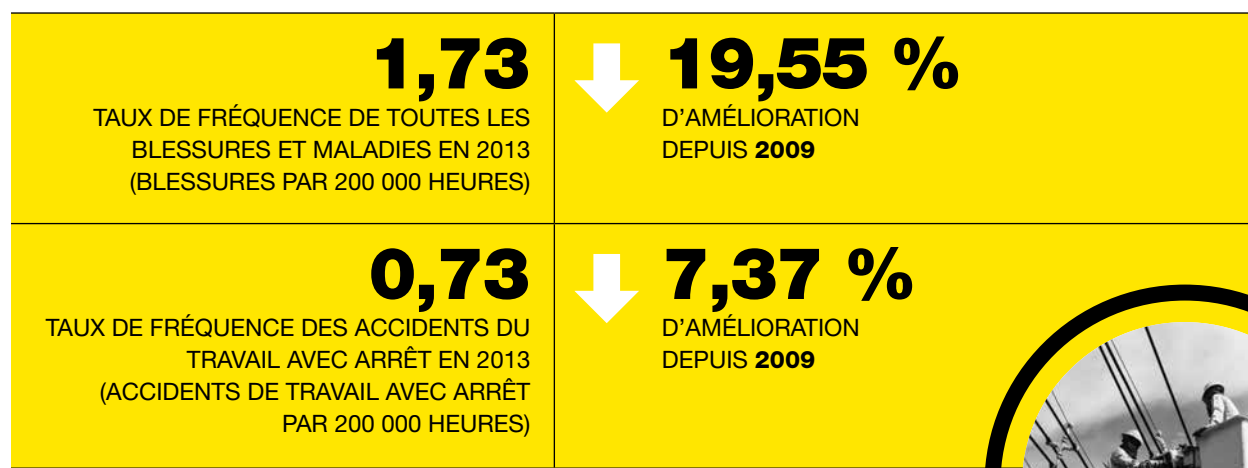 1,73
TAUX DE FRÉQUENCE DE TOUTES LES
BLESSURES ET MALADIES EN 2013
(BLESSURES PAR 200 000 HEURES)
19,55 %
D’AMÉLIORATION
DEPUIS 2009
0,73
TAUX DE FRÉQUENCE DES ACCIDENTS DU
TRAVAIL AVEC ARRÊT EN 2013
(ACCIDENTS DE TRAVAIL AVEC ARRÊT
PAR 200 000 HEURES)
7,37 %
D’AMÉLIORATION
DEPUIS 2009